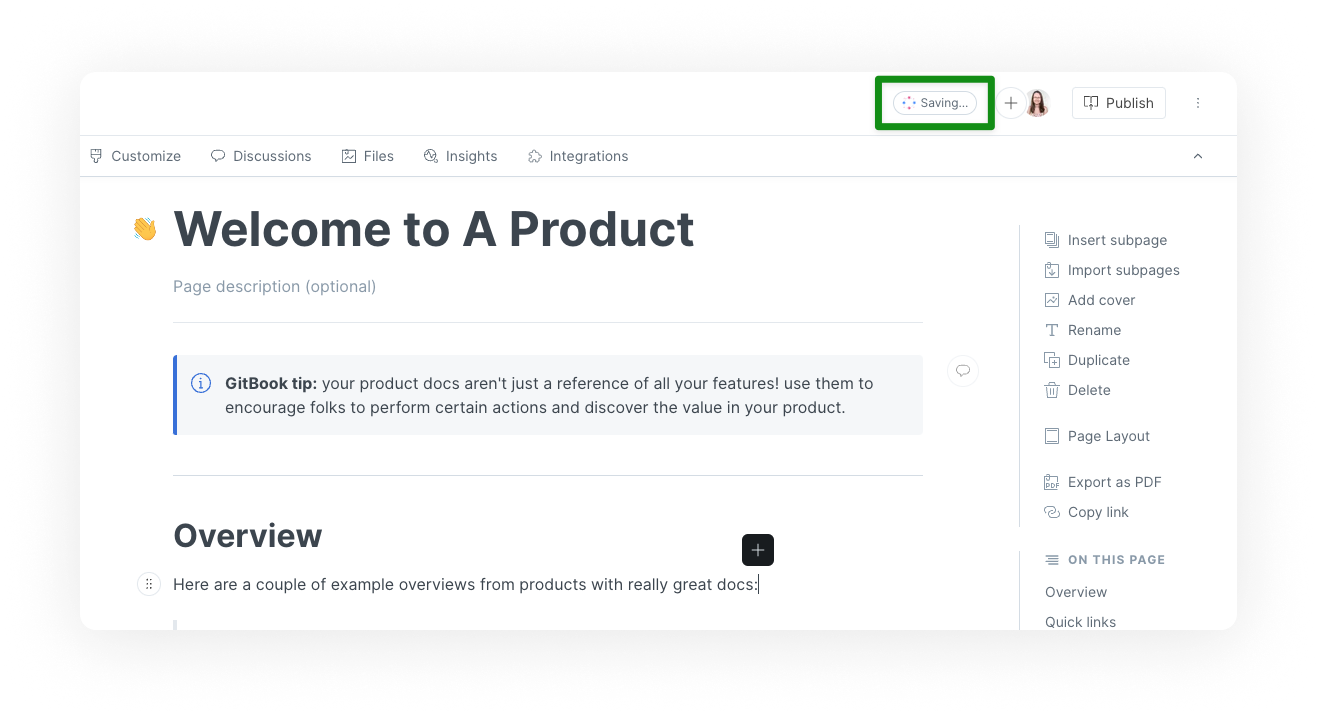 Saving...
Publish
Customize
Discussions
Files
Insights
Integrations
Welcome to A Product
Page description (optional)
GitBook tip: your product docs aren't just a reference of all your features! use them to
encourage folks to perform certain actions and discover the value in your product.
Overview
Here are a couple of example overviews from products with really great docs:
Insert subpage
Import subpages
Add cover
Rename
Duplicate
Delete
Page Layout
PDF
Export as PDF
Copy link
ON THIS PAGE
Overview
Quick links